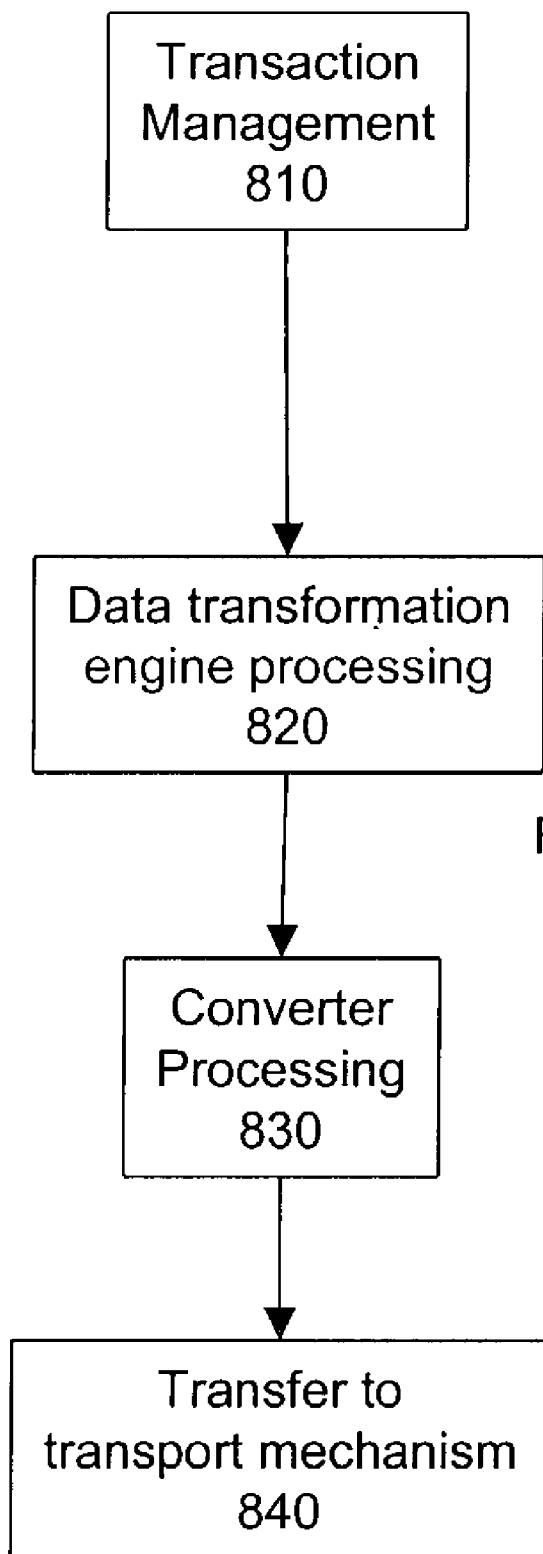 Transaction
Management
810
Data transformation
engine processing
820
Converter
Processing
830
Transfer to
transport mechanism
840